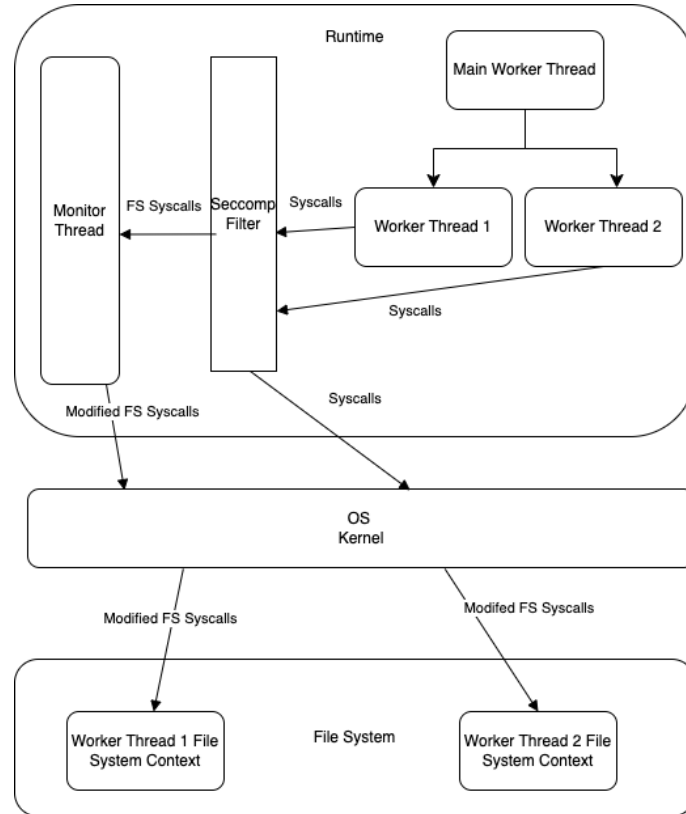 Runtime
Main Worker Thread
Monitor
Thread
FS Syscalls
Seccomp
Filter
Syscalls
Worker Thread 1
Worker Thread 2
Syscalls
Modified FS Syscalls
Syscalls
OS
Kernel
Modified FS Syscalls
Modifed FS Syscalls
Worker Thread 1 File
System Context
File System
Worker Thread 2 File
System Context